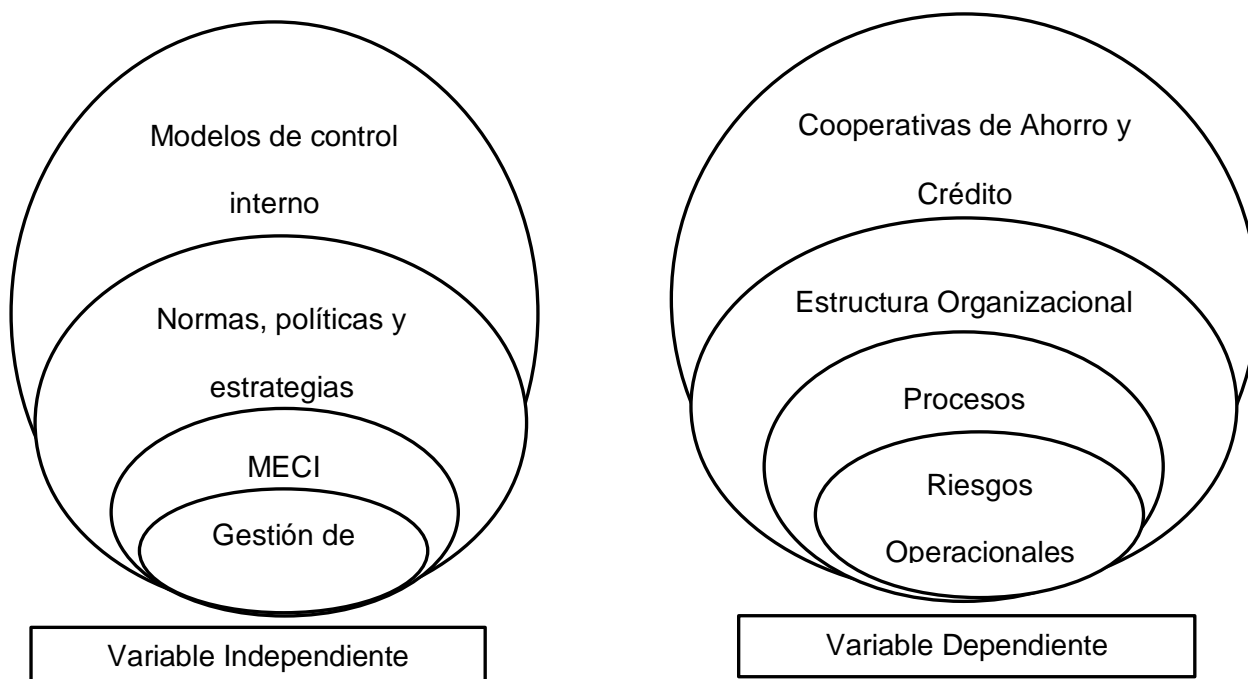 Modelos de control
interno
Normas, políticas y
estrategias
MECI
Gestión de
Variable Independiente
Cooperativas de Ahorro y
Crédito
Estructura Organizacional
Procesos
Riesgos
Operacionales
Variable Dependiente